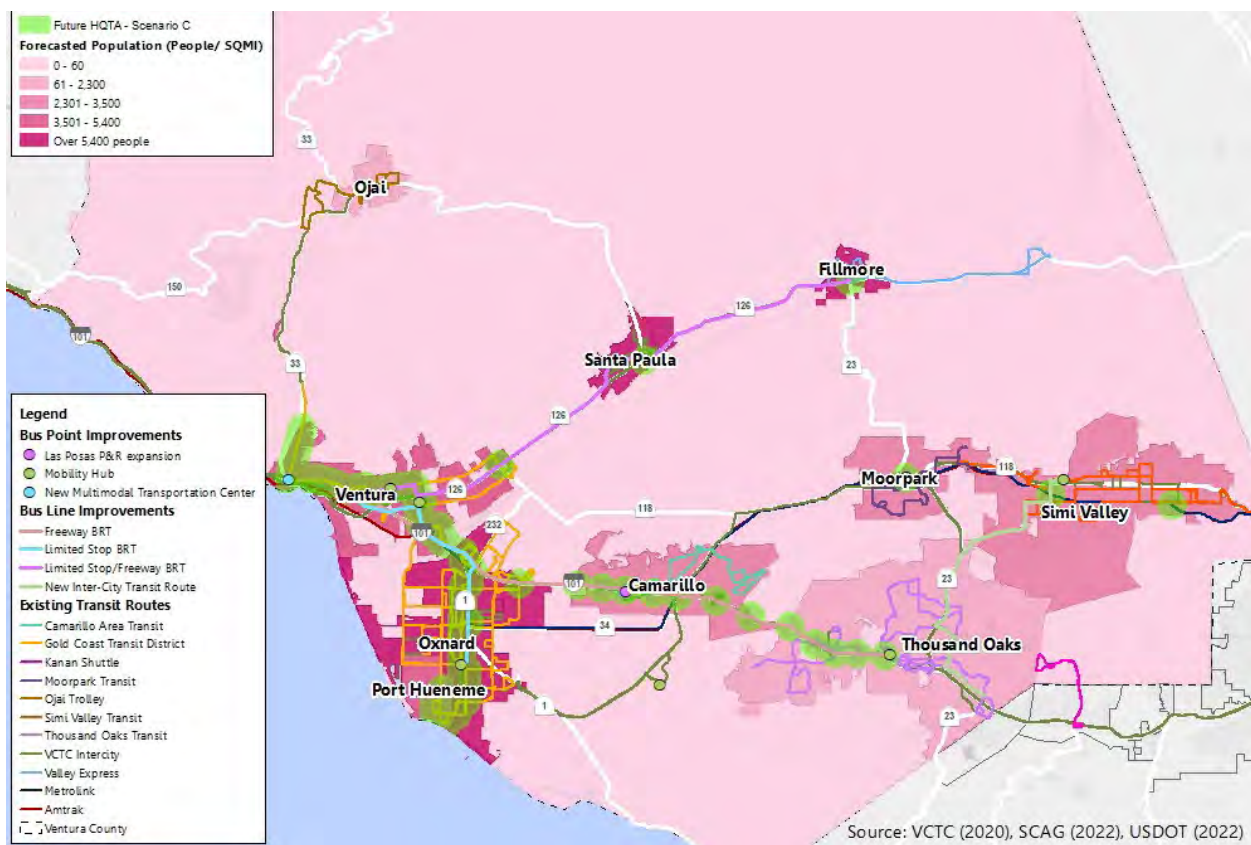 Future HQTA - Scenario C
Forecasted Population (People/ SQMI)
0 - 60
61 - 2,300
2,301 - 3,500
3,501 - 5,400
Over 5,400 people
33
Ojai
150
101
33
Fillmore
126
Santa Paula
23
126
Legend
Bus Point Improvements
Las Posas P&R expansion
Mobility Hub
New Multimodal Transportation Center
Bus Line Improvements
Freeway BRT
Limited Stop BRT
Limited Stop/Freeway BRT
New Inter-City Transit Route
Existing Transit Routes
Camarillo Area Transit
Gold Coast Transit District
Kanan Shuttle
Moorpark Transit
Ojai Trolley
Simi Valley Transit
Thousand Oaks Transit
VCTC Intercity
Valley Express
Metrolink
Amtrak
Ventura County
Ventura
126
101
232
118
Moorpark
118
Simi Valley
101
Camarillo
23
1
34
Oxnard
Thousand Oaks
Port Hueneme
1
23
Source: VCTC (2020), SCAG (2022), USDOT (2022)